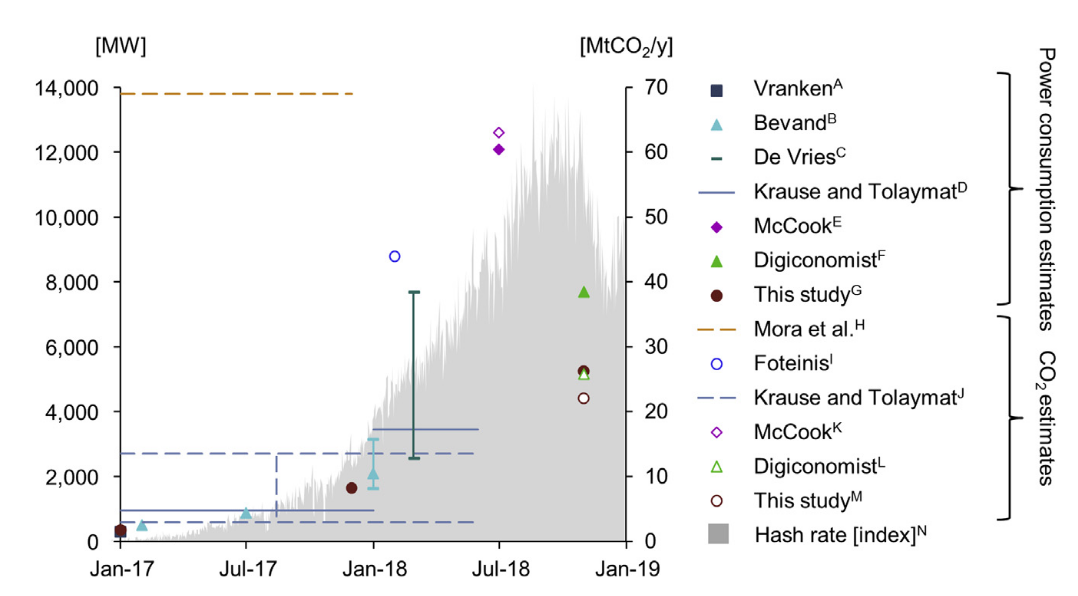 [MW]
[MtCO₂/y]
14,000
12,000
10,000
8,000
6,000
4,000
2,000
0
70
60
50
40
30
20
10
0
Jan-17
Jul-17
Jan-18
Jul-18
Jan-19
Vrankenᴬ
Bevandᴮ
De Vriesᶜ
Krause and Tolaymatᴰ
McCookᴱ
Digiconomistꟳ
This studyᴳ
Mora et al.ᴴ
Foteinisᴵ
Krause and Tolaymatᴶ
McCookᴷ
Digiconomistᴸ
This studyᴹ
Hash rate [index]ᴺ
Power consumption estimates
CO₂ estimates